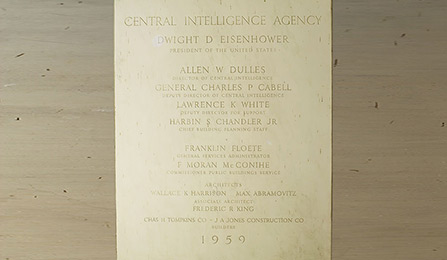 CENTRAL INTELLIGENCE AGENCY
DWIGHT D EISENHOWER
PRESIDENT OF THE UNITED STATES
ALLEN W DULLES
DIRECTOR OF CENTRAL INTELLIGENCE
GENERAL CHARLES P CABELL
DEPUTY DIRECTOR OF CENTRAL INTELLIGENCE
LAWRENCE K WHITE
DEPUTY DIRECTOR FOR SUPPORT
HARBIN S CHANDLER JR
CHIEF BUILDING PLANNING STAFF
FRANKLIN FLOETE
GENERAL SERVICES ADMINISTRATOR
F MORAN McCONIHE
COMMISSIONER PUBLIC BUILDINGS SERVICE
ARCHITECTS
WALLACE K HARRISON MAX ABRAMOVITZ
ASSOCIATE ARCHITECT
FREDERIC R KING
CHAS H TOMPKINS CO - J A JONES CONSTRUCTION CO
BUILDERS
1959